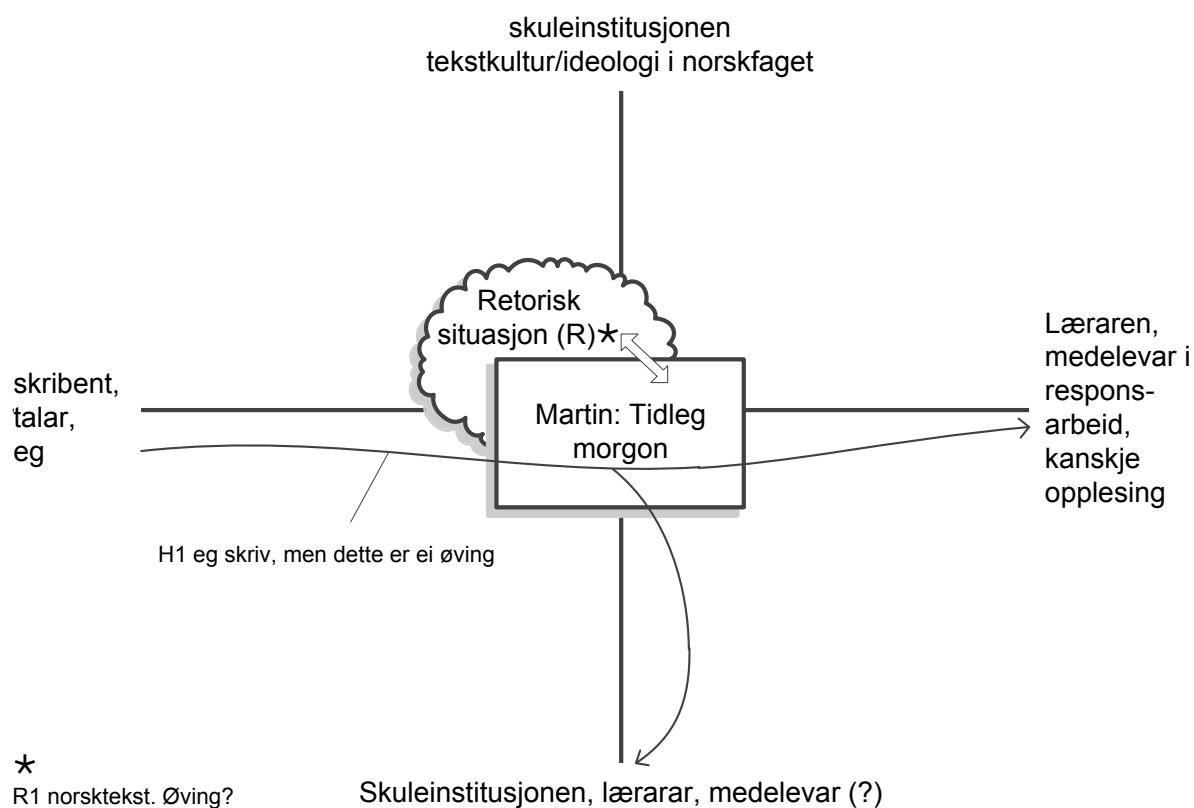 skuleinstitusjonen
tekstkultur/ideologi i norskfaget
Retorisk
situasjon (R)*
Læraren,
medelevar i
respons-
arbeid,
kanskje
opplesing
skribent,
talar,
eg
Martin: Tidleg
morgon
H1 eg skriv, men dette er ei øving
*
R1 norsktekst. Øving?
Skuleinstitusjonen, lærarar, medelevar (?)